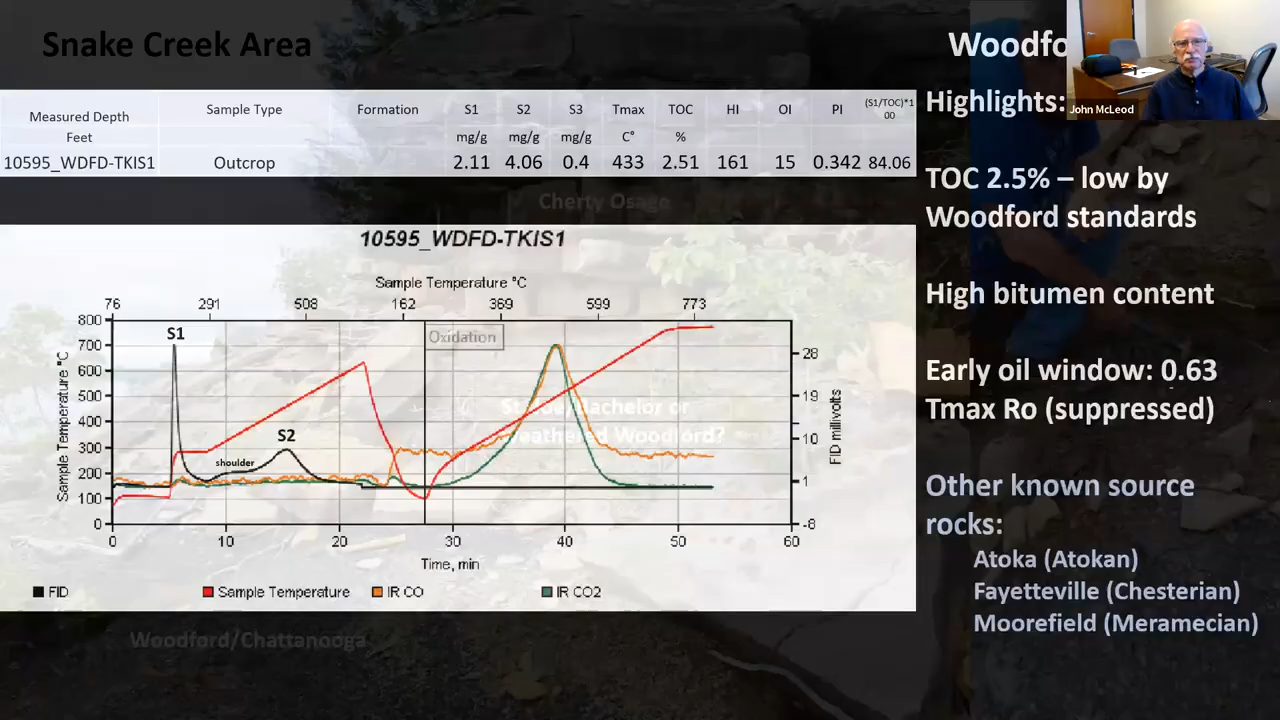 Snake Creek Area
Woodfo
John McLeod
Measured Depth Sample Type Formation S1 S2 S3 Tmax TOC HI OI PI (S1/TOC)*1
00
Feet mg/g mg/g mg/g C° %
10595_WDFD-TKIS1 Outcrop 2.11 4.06 0.4 433 2.51 161 15 0.342 84.06
Cherty Osage
10595_WDFD-TKIS1
Sample Temperature °C
76 291 508 162 369 599 773
800
700
600
500
400
300
200
100
0
Sample Temperature °C
S1
shoulder
S2
Oxidation
28
19
10
1
-8
FID millivolts
Bachelor or
eathered Woodford?
0 10 20 30 40 50 60
Time, min
FID Sample Temperature IR CO IR CO2
Woodford/Chattanooga
Highlights:
TOC 2.5% – low by
Woodford standards
High bitumen content
Early oil window: 0.63
Tmax Ro (suppressed)
Other known source
rocks:
Atoka (Atokan)
Fayetteville (Chesterian)
Moorefield (Meramecian)